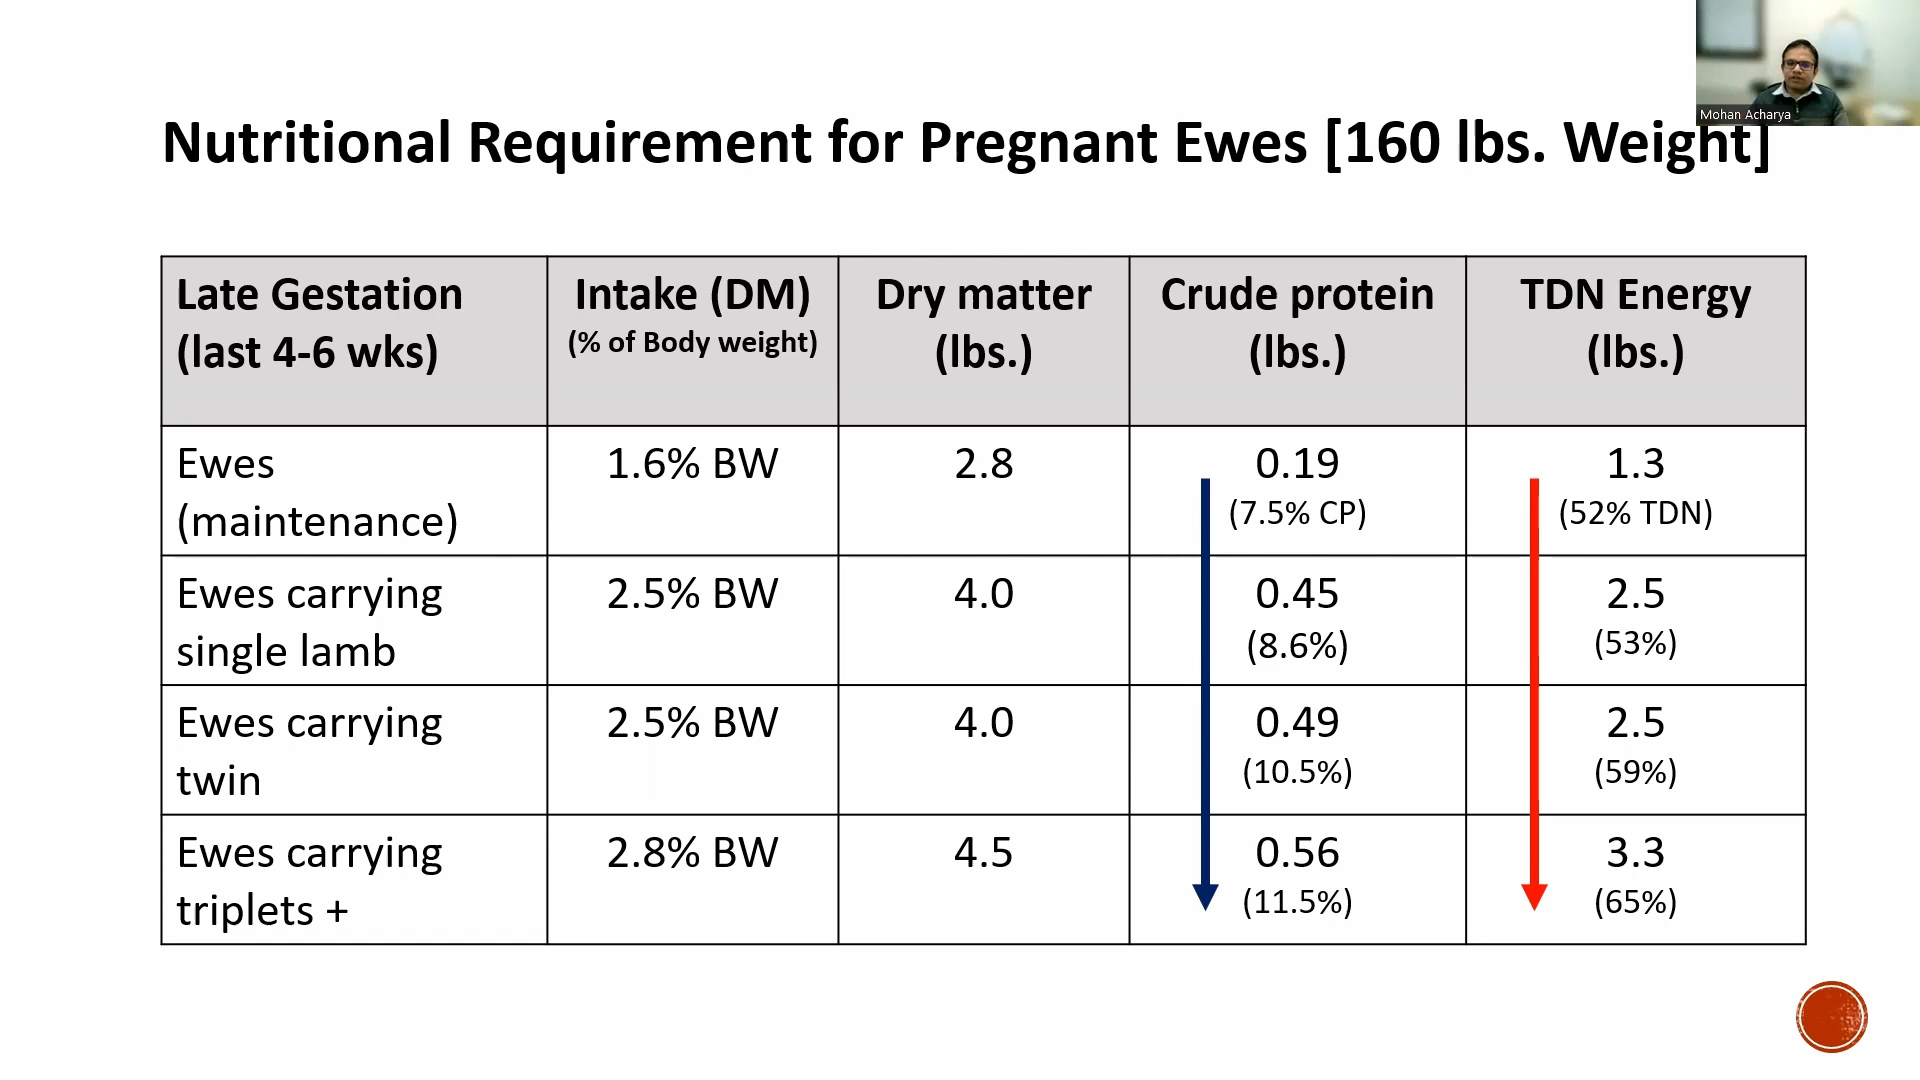 Mohan Acharya
Nutritional Requirement for Pregnant Ewes [160 lbs. Weight]
Late Gestation
(last 4-6 wks)
Intake (DM)
(% of Body weight)
Dry matter
(lbs.)
Crude protein
(lbs.)
TDN Energy
(lbs.)
Ewes
(maintenance)
1.6% BW
2.8
0.19
(7.5% CP)
1.3
(52% TDN)
Ewes carrying
single lamb
2.5% BW
4.0
0.45
(8.6%)
2.5
(53%)
Ewes carrying
twin
2.5% BW
4.0
0.49
(10.5%)
2.5
(59%)
Ewes carrying
triplets +
2.8% BW
4.5
0.56
(11.5%)
3.3
(65%)